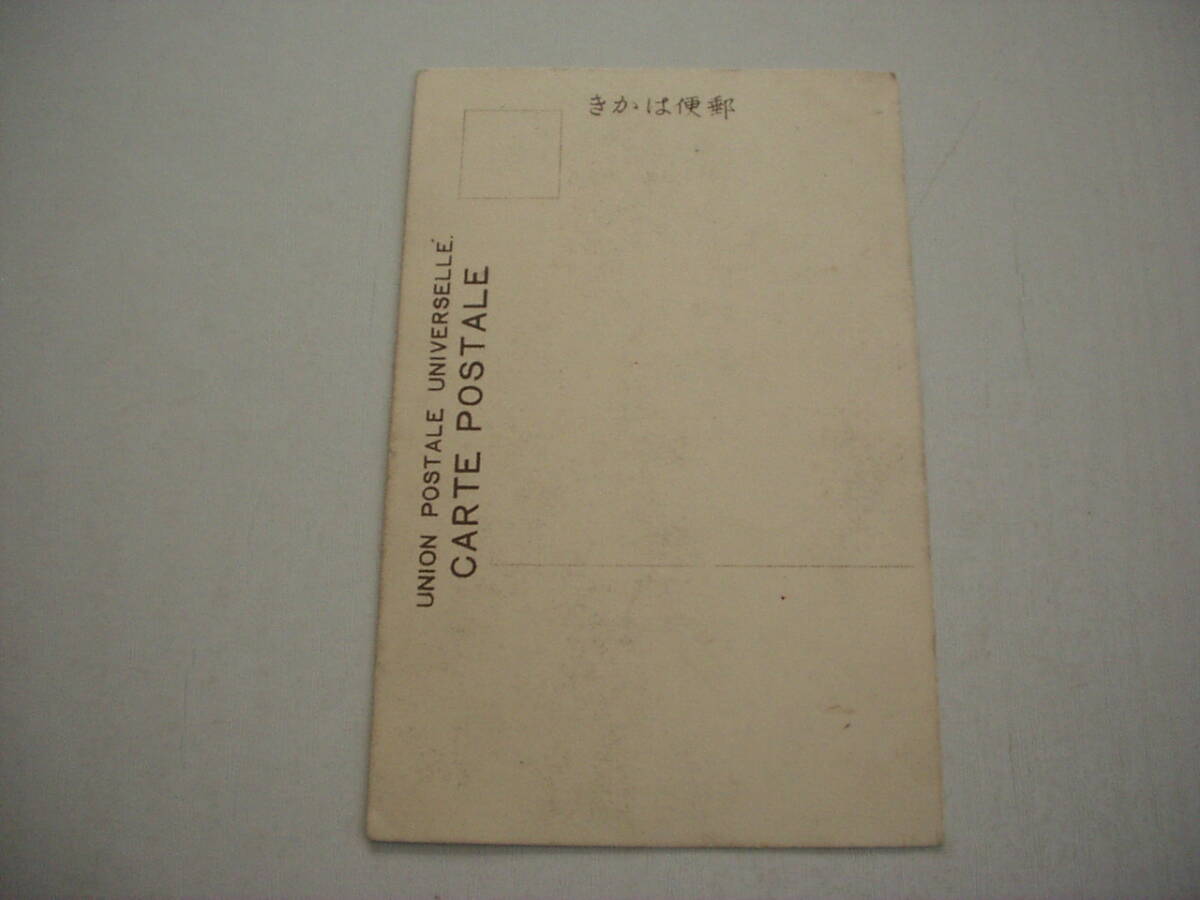 きかは便郵
UNION POSTALE UNIVERSELLE.
CARTE POSTALE